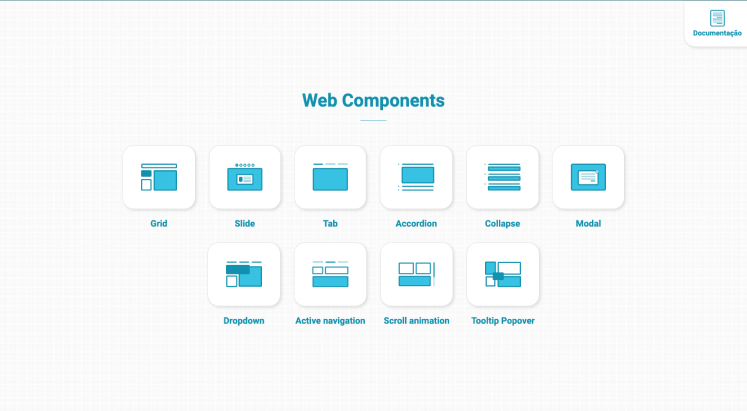 Documentação
Web Components
Grid
Slide
Tab
Accordion
Collapse
Modal
Dropdown
Active navigation
Scroll animation
Tooltip Popover